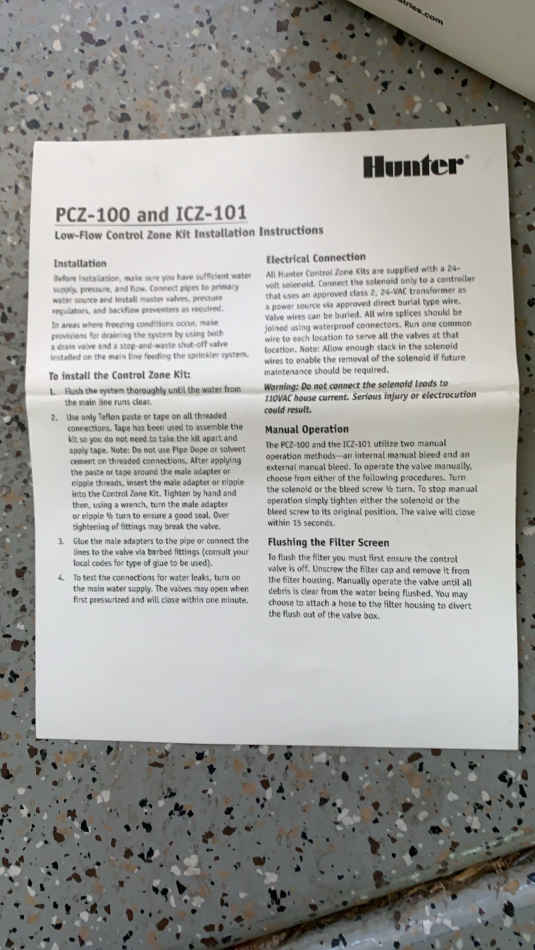 ries.com
Hunter®
PCZ-100 and ICZ-101
Low-Flow Control Zone Kit Installation Instructions
Installation
Before installation, make sure you have sufficient water
supply, pressure, and flow. Connect pipes to primary
water source and install master valves, pressure
regulators, and backflow preventers as required.
In areas where freezing conditions occur, make
provisions for draining the system by using both
a drain valve and a stop-and-waste shut-off valve
installed on the main line feeding the sprinkler system.
To install the Control Zone Kit:
1. Flush the system thoroughly until the water from
the main line runs clear.
2. Use only Teflon paste or tape on all threaded
connections. Tape has been used to assemble the
kit so you do not need to take the kit apart and
apply tape. Note: Do not use Pipe Dope or solvent
cement on threaded connections. After applying
the paste or tape around the male adapter or
nipple threads, insert the male adapter or nipple
into the Control Zone Kit. Tighten by hand and
then, using a wrench, turn the male adapter
or nipple ½ turn to ensure a good seal. Over
tightening of fittings may break the valve.
3. Glue the male adapters to the pipe or connect the
lines to the valve via barbed fittings (consult your
local codes for type of glue to be used).
4. To test the connections for water leaks, turn on
the main water supply. The valves may open when
first pressurized and will close within one minute.
Electrical Connection
All Hunter Control Zone Kits are supplied with a 24-
volt solenoid. Connect the solenoid only to a controller
that uses an approved class 2, 24-VAC transformer as
a power source via approved direct burial type wire.
Valve wires can be buried. All wire splices should be
joined using waterproof connectors. Run one common
wire to each location to serve all the valves at that
location. Note: Allow enough slack in the solenoid
wires to enable the removal of the solenoid if future
maintenance should be required.
Warning: Do not connect the solenoid leads to
110VAC house current. Serious injury or electrocution
could result.
Manual Operation
The PCZ-100 and the ICZ-101 utilize two manual
operation methods—an internal manual bleed and an
external manual bleed. To operate the valve manually,
choose from either of the following procedures. Turn
the solenoid or the bleed screw ½ turn. To stop manual
operation simply tighten either the solenoid or the
bleed screw to its original position. The valve will close
within 15 seconds.
Flushing the Filter Screen
To flush the filter you must first ensure the control
valve is off. Unscrew the filter cap and remove it from
the filter housing. Manually operate the valve until all
debris is clear from the water being flushed. You may
choose to attach a hose to the filter housing to divert
the flush out of the valve box.